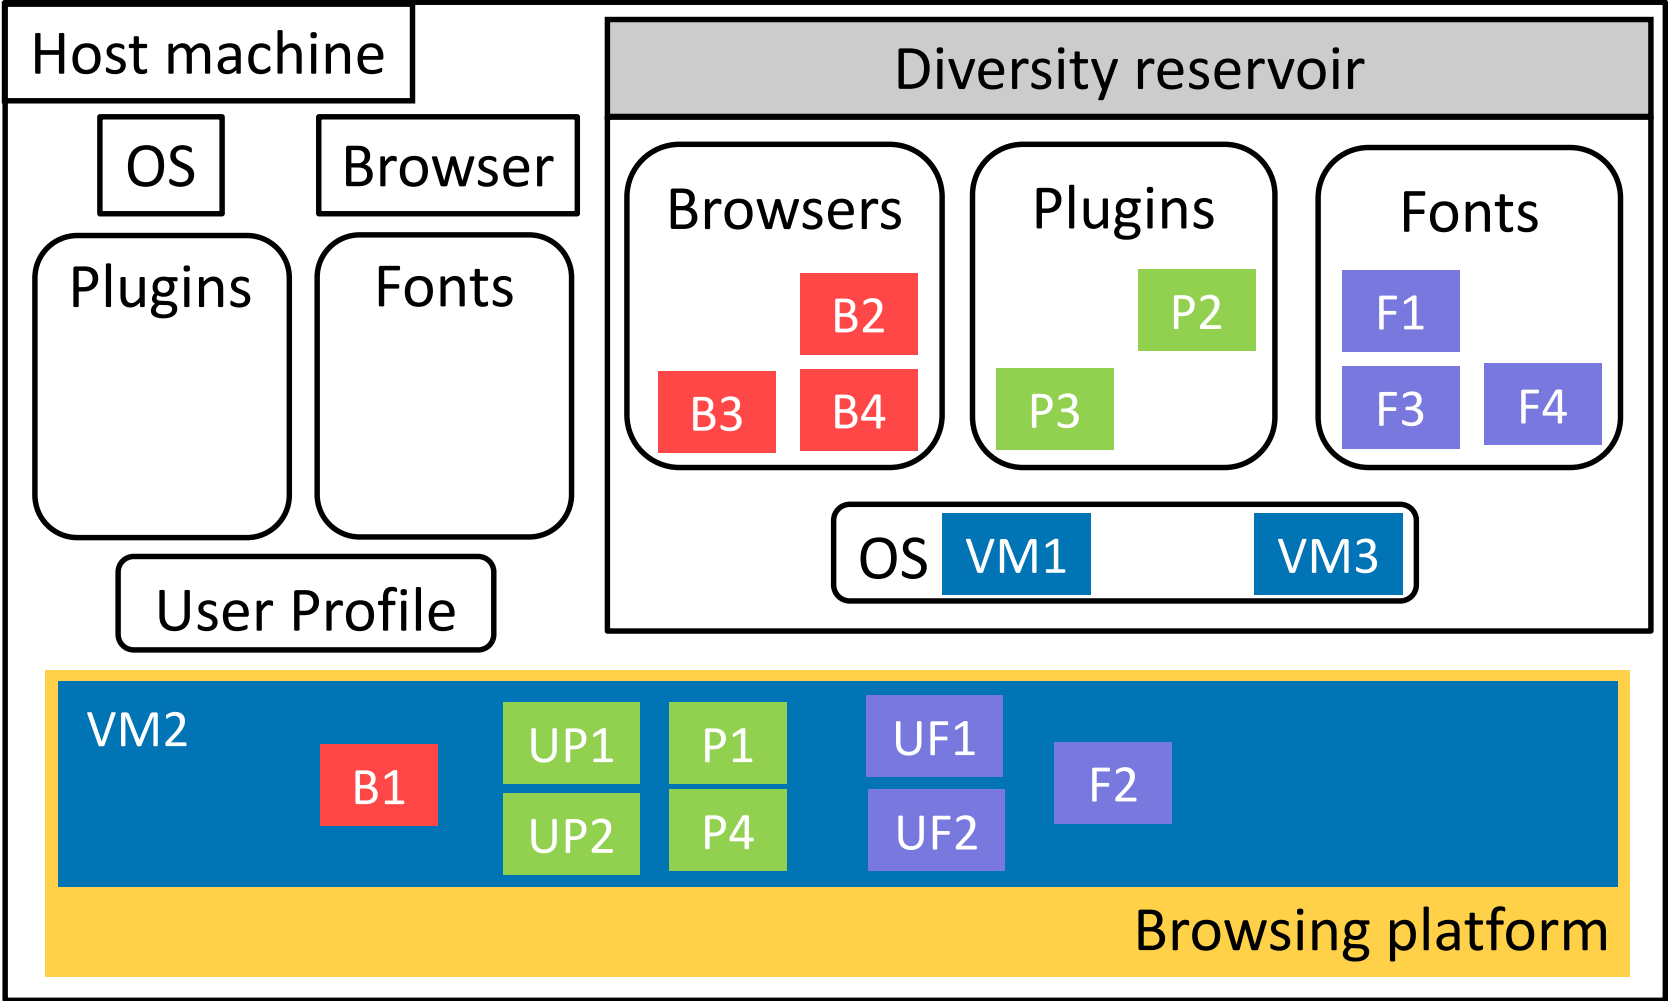 Host machine
OS
Browser
Plugins
Fonts
User Profile
Diversity reservoir
Browsers
B2
B3
B4
Plugins
P2
P3
Fonts
F1
F3
F4
OS
VM1
VM3
VM2
B1
UP1
P1
UP2
P4
UF1
UF2
F2
Browsing platform